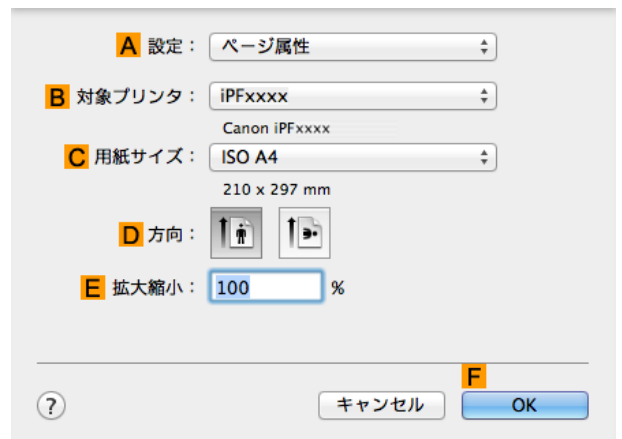 A 設定： ページ属性
B 対象プリンタ： iPFxxxx
Canon iPFxxxx
C 用紙サイズ： ISO A4
210 x 297 mm
D 方向：
E 拡大縮小： 100 %
F
? キャンセル OK